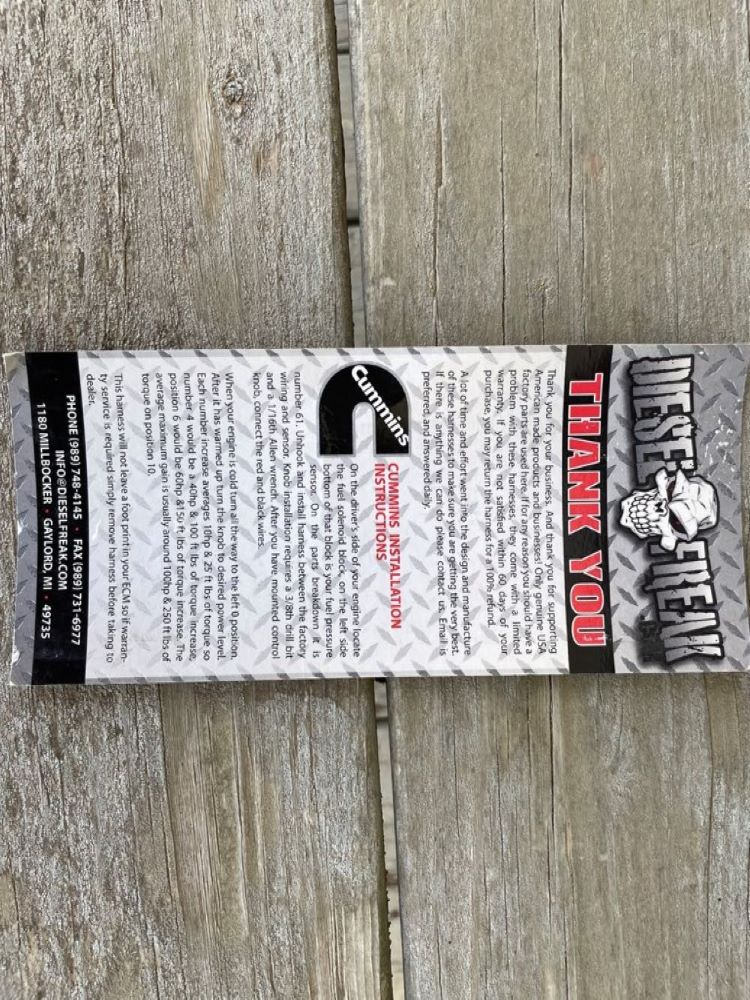 DIESEL FREAK
THANK YOU
Thank you for your business. And thank you for supporting
American made products and businesses! Only genuine USA
factory parts are used here. If for any reason you should have a
problem with these harnesses, they come with a limited
warranty. If you are not satisfied within 60 days of your
purchase, you may return the harness for a 100% refund.
A lot of time and effort went into the design and manufacture
of these harnesses to make sure you are getting the very best.
If there is anything we can do please contact us. Email is
preferred, and answered daily.
Cummins
CUMMINS INSTALLATION
INSTRUCTIONS
On the driver's side of your engine locate
the fuel solenoid block, on the left side
bottom of that block is your fuel pressure
sensor. On the parts breakdown it is
number 61. Unhook and install harness between the factory
wiring and sensor. Knob installation requires a 3/8th drill bit
and a 1/16th Allen wrench. After you have mounted control
knob, connect the red and black wires.
When your engine is cold turn all the way to the left 0 position.
After it has warmed up turn the knob to desired power level.
Each number increase averages 10hp & 25 ft lbs of torque so
number 4 would be a 40hp & 100 ft lbs of torque increase,
position 6 would be 60hp &150 ft lbs of torque increase. The
average maximum gain is usually around 100hp & 250 ft lbs of
torque on position 10.
This harness will not leave a foot print in your ECM so if warran-
ty service is required simply remove harness before taking to
dealer.
PHONE (989) 748-4145 • FAX (989) 731-6977
INFO@DIESELFREAK.COM
1180 MILLBOCKER • GAYLORD, MI • 49735